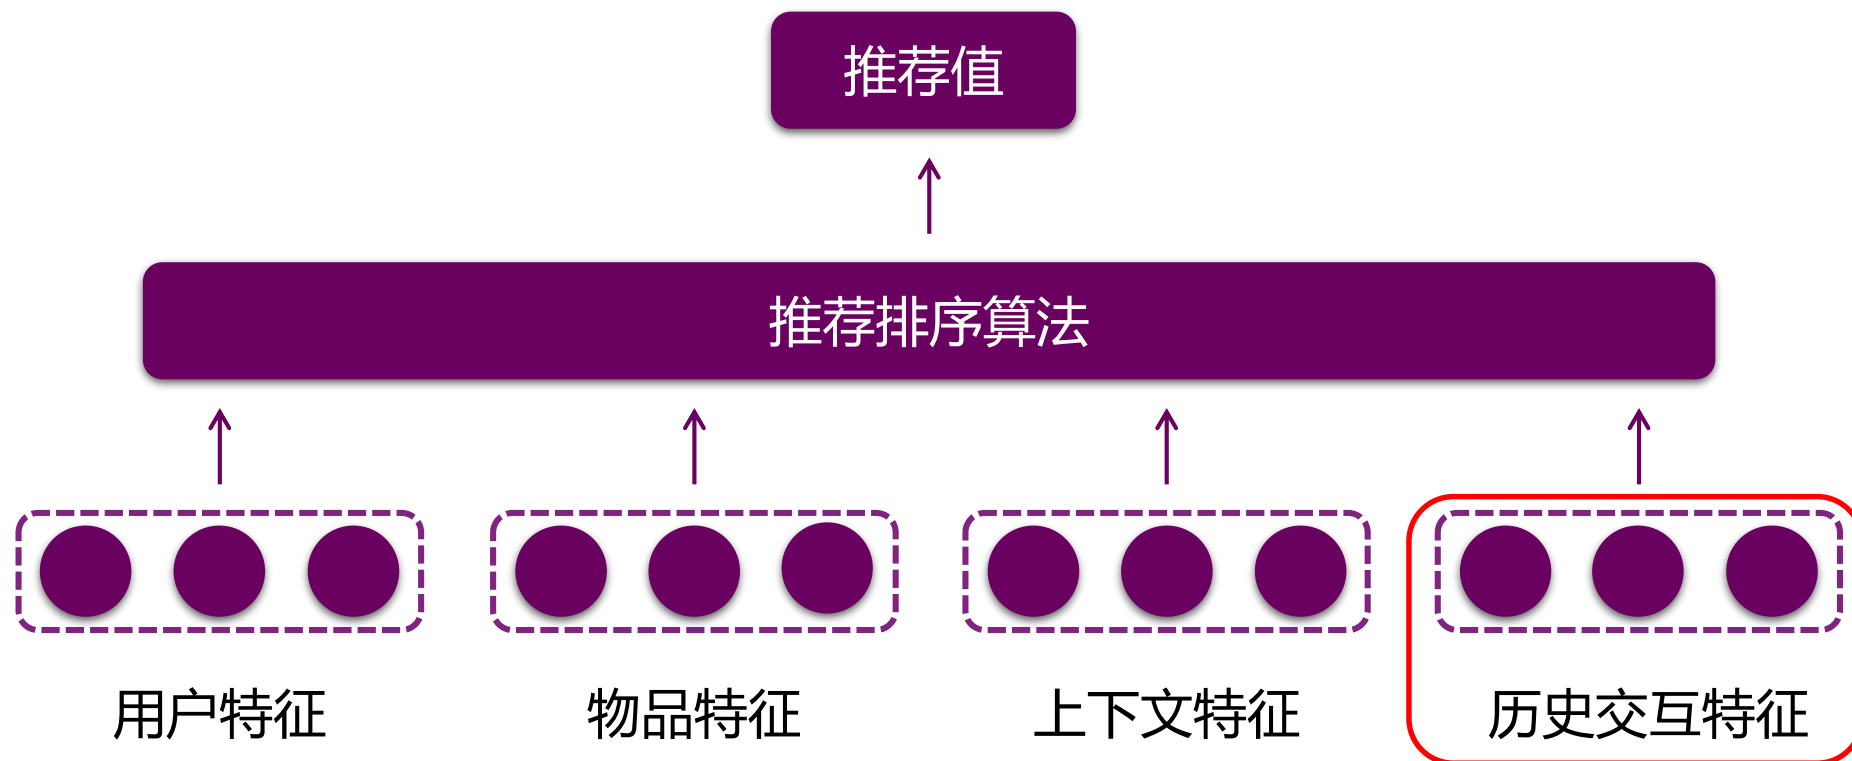 推荐值
推荐排序算法
用户特征
物品特征
上下文特征
历史交互特征